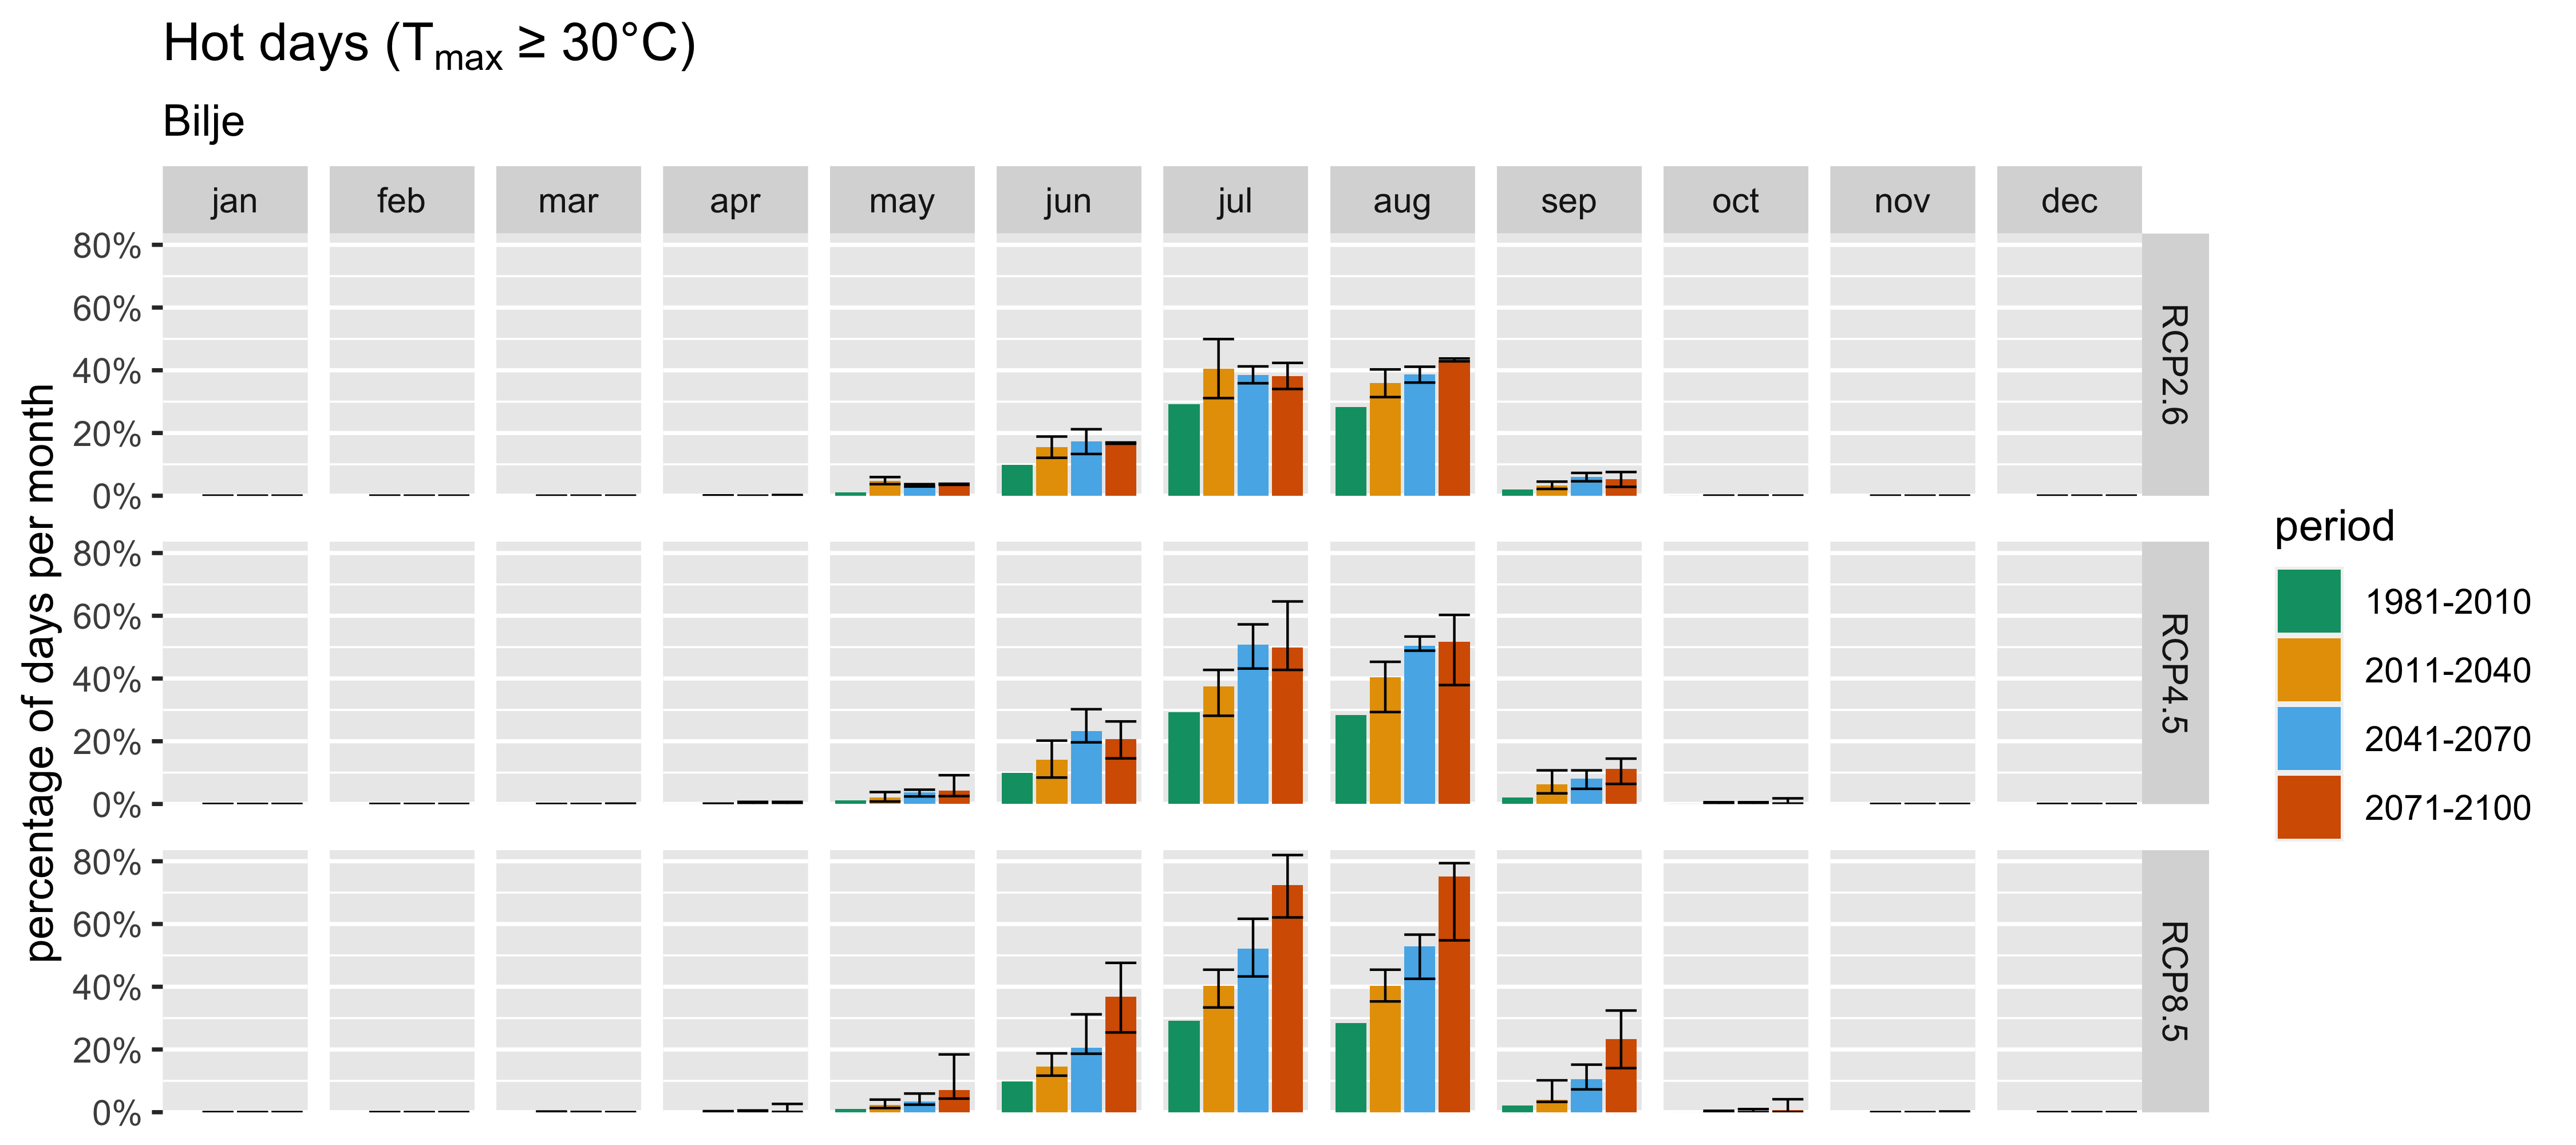 Hot days (Tmax ≥ 30°C)
Bilje
jan feb mar apr may jun jul aug sep oct nov dec
percentage of days per month
80%
60%
40%
20%
0%
RCP2.6
80%
60%
40%
20%
0%
RCP4.5
80%
60%
40%
20%
0%
RCP8.5
period
1981-2010
2011-2040
2041-2070
2071-2100